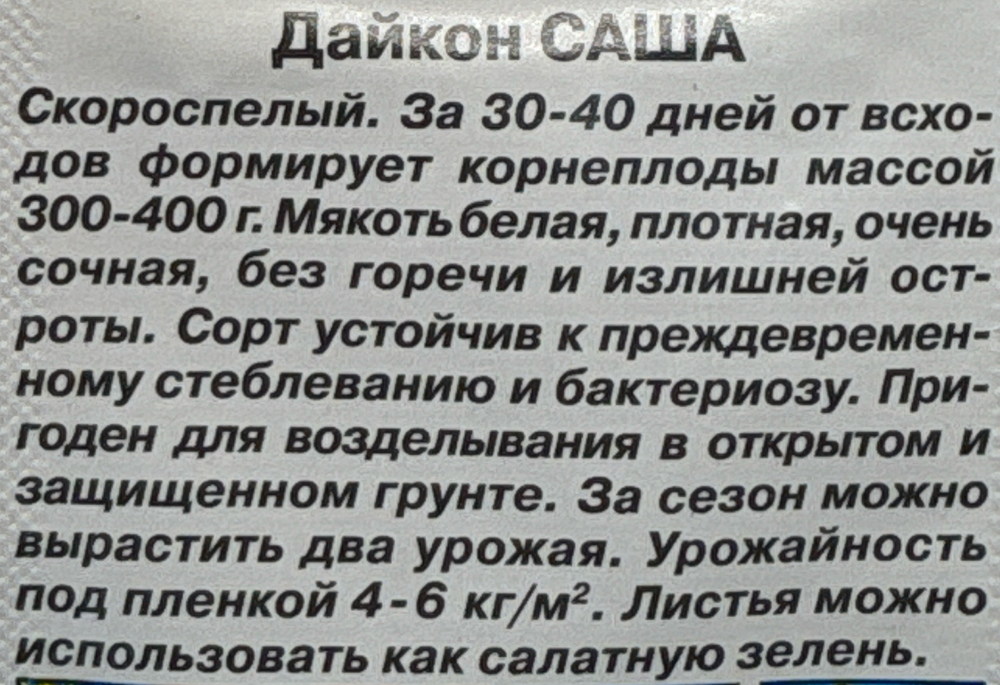 Дайкон САША
Скороспелый. За 30-40 дней от всхо-
дов формирует корнеплоды массой
300-400 г. Мякоть белая, плотная, очень
сочная, без горечи и излишней ост-
роты. Сорт устойчив к преждевремен-
ному стеблеванию и бактериозу. При-
годен для возделывания в открытом и
защищенном грунте. За сезон можно
вырастить два урожая. Урожайность
под пленкой 4-6 кг/м². Листья можно
использовать как салатную зелень.